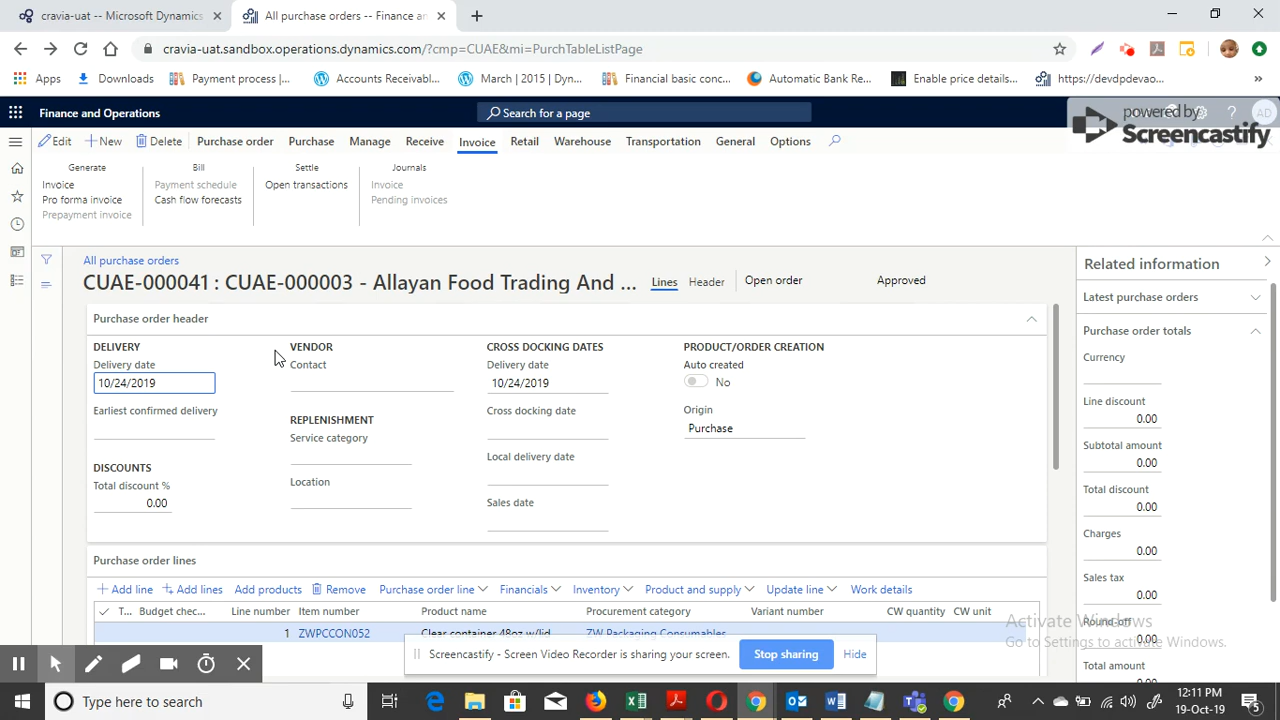 cravia-uat -- Microsoft Dynamics
All purchase orders -- Finance an
cravia-uat.sandbox.operations.dynamics.com/?cmp=CUAE&mi=PurchTableListPage
Apps
Downloads
Payment process |...
Accounts Receivabl...
March | 2015 | Dyn...
Financial basic conc...
Automatic Bank Re...
Enable price details...
https://devdpdevao...
Finance and Operations
Search for a page
AD
powered by
Screencastify
Edit
New
Delete
Purchase order
Purchase
Manage
Receive
Invoice
Retail
Warehouse
Transportation
General
Options
Generate
Bill
Settle
Journals
Invoice
Payment schedule
Open transactions
Invoice
Pro forma invoice
Cash flow forecasts
Pending invoices
Prepayment invoice
All purchase orders
CUAE-000041 : CUAE-000003 - Allayan Food Trading And ...
Lines
Header
Open order
Approved
Purchase order header
DELIVERY
Delivery date
10/24/2019
Earliest confirmed delivery
DISCOUNTS
Total discount %
0.00
VENDOR
Contact
REPLENISHMENT
Service category
Location
CROSS DOCKING DATES
Delivery date
10/24/2019
Cross docking date
Local delivery date
Sales date
PRODUCT/ORDER CREATION
Auto created
No
Origin
Purchase
Related information
Latest purchase orders
Purchase order totals
Currency
Line discount
0.00
Subtotal amount
0.00
Total discount
0.00
Charges
0.00
Sales tax
0.00
Round-off
0.00
Total amount
0.00
Purchase order lines
Add line
Add lines
Add products
Remove
Purchase order line
Financials
Inventory
Product and supply
Update line
Work details
T...
Budget chec...
Line number
Item number
Product name
Procurement category
Variant number
CW quantity
CW unit
1
ZWPCCON052
Clear container 48oz w/lid
ZW Packaging Consumables
Activate Windows
Go to Settings to activate Windows.
Screencastify - Screen Video Recorder is sharing your screen.
Stop sharing
Hide
Type here to search
12:11 PM
19-Oct-19
5